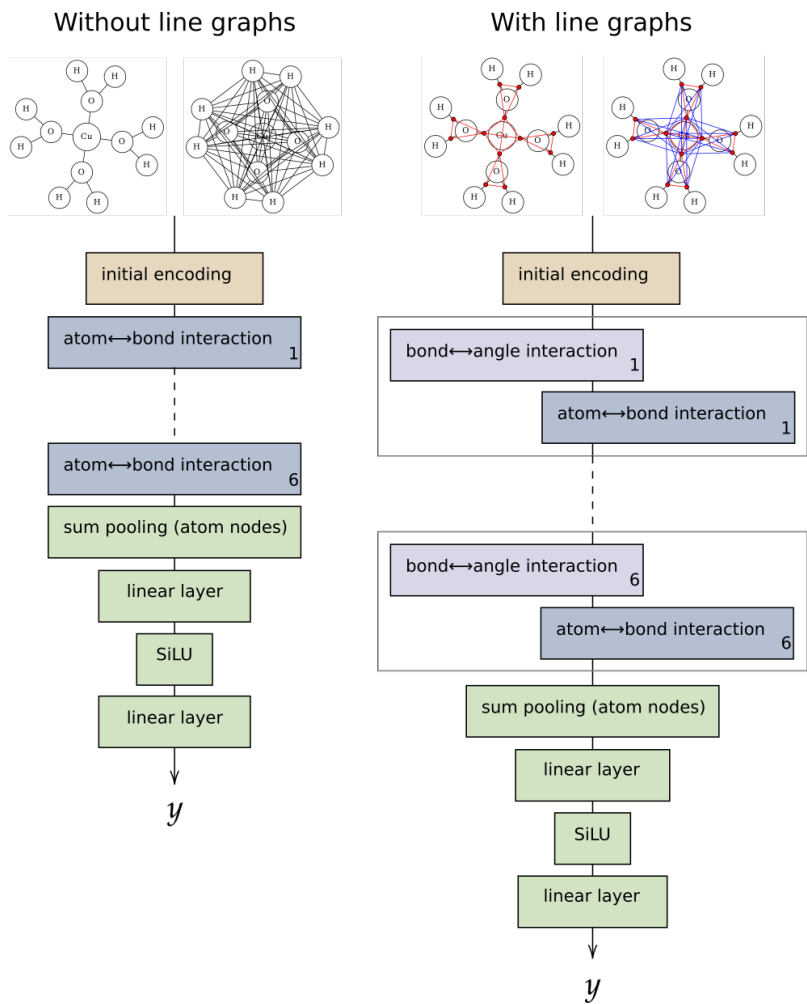 Without line graphs
H
H
O
H
H
O
Cu
O
H
H
O
H
H
H
H
O
H
H
O
O
H
H
O
H
H
initial encoding
atom↔bond interaction
1
atom↔bond interaction
6
sum pooling (atom nodes)
linear layer
SiLU
linear layer
y
With line graphs
H
H
O
H
H
O
Cu
O
H
H
O
H
H
H
H
O
H
H
O
O
H
H
O
H
H
initial encoding
bond↔angle interaction
1
atom↔bond interaction
1
bond↔angle interaction
6
atom↔bond interaction
6
sum pooling (atom nodes)
linear layer
SiLU
linear layer
y